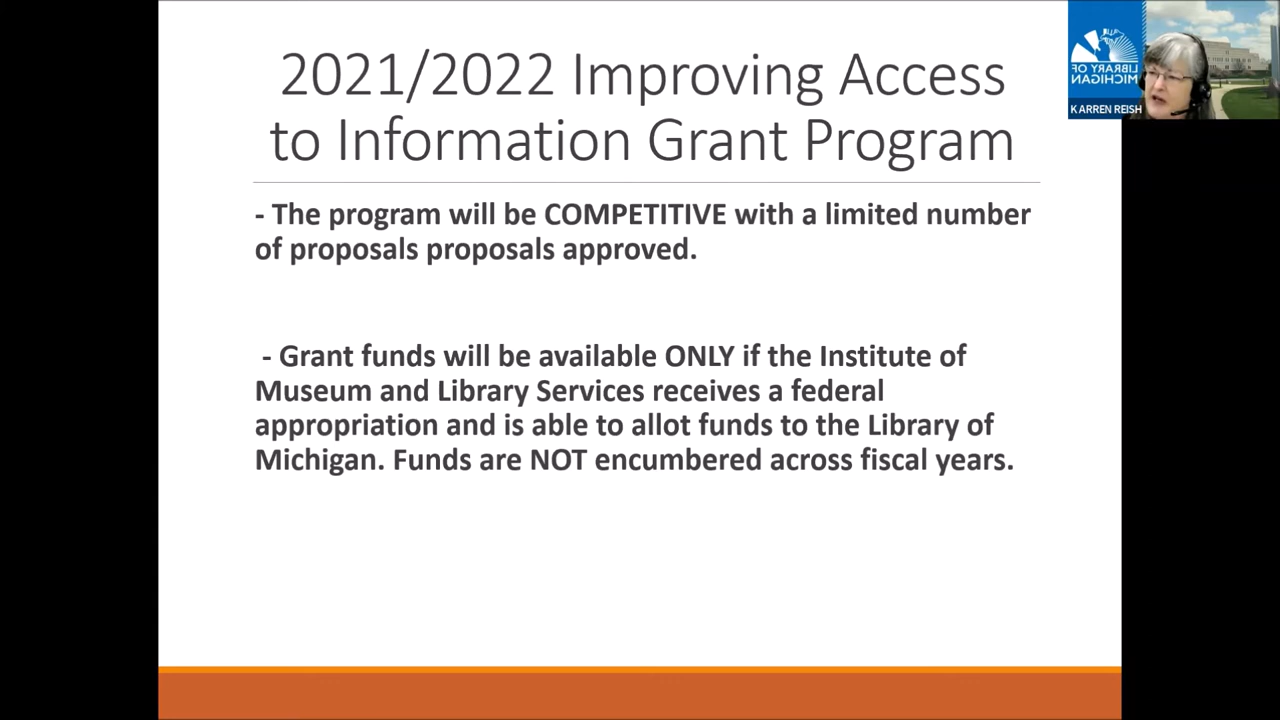 2021/2022 Improving Access
to Information Grant Program
- The program will be COMPETITIVE with a limited number
of proposals proposals approved.
- Grant funds will be available ONLY if the Institute of
Museum and Library Services receives a federal
appropriation and is able to allot funds to the Library of
Michigan. Funds are NOT encumbered across fiscal years.
LIBRARY OF
MICHIGAN
KARREN REISH